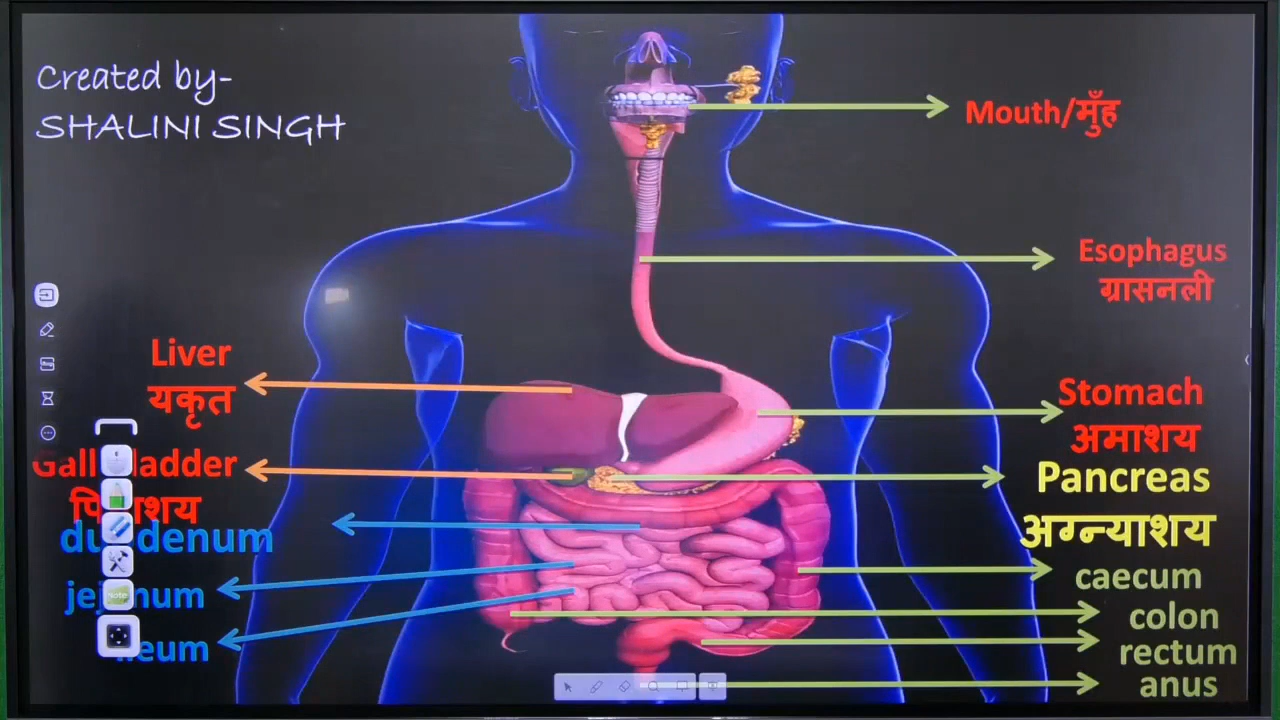 Created by-
SHALINI SINGH
Mouth/मुँह
Esophagus
ग्रासनली
Liver
यकृत
Stomach
अमाशय
Pancreas
अग्न्याशय
caecum
colon
rectum
anus